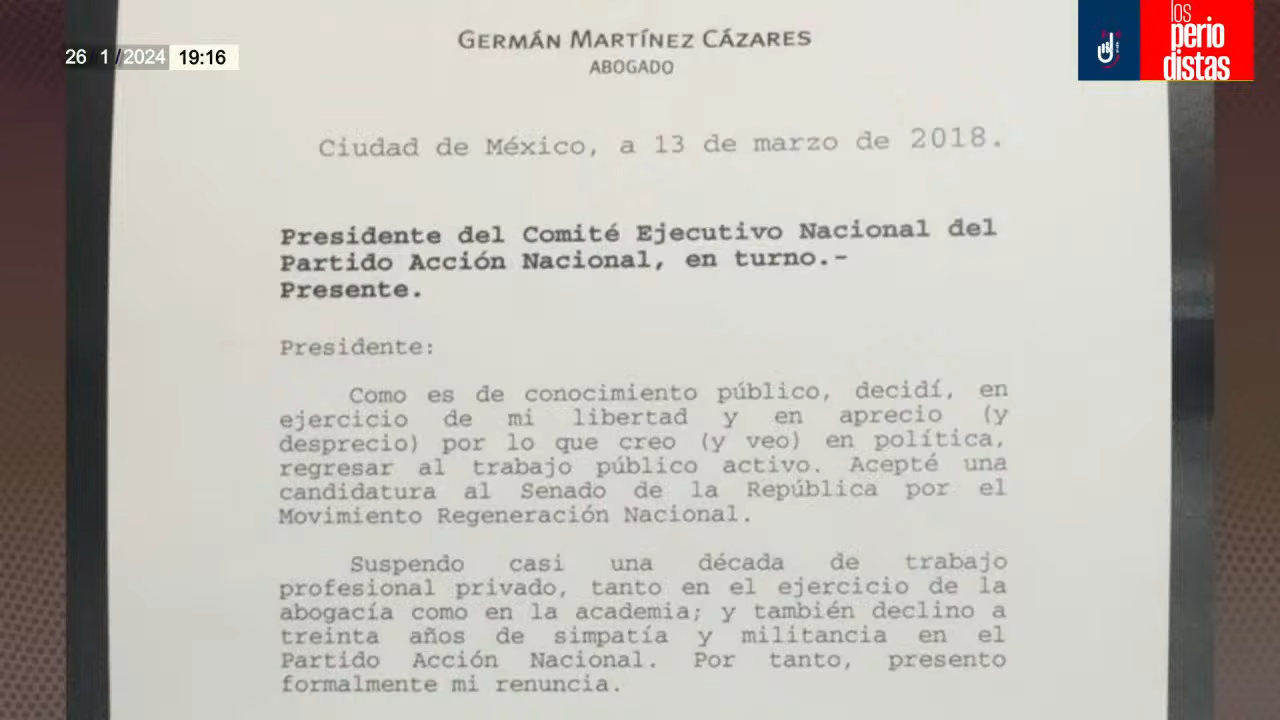 26/1/2024 19:16
los
perio
distas
GERMÁN MARTÍNEZ CÁZARES
ABOGADO
Ciudad de México, a 13 de marzo de 2018.
Presidente del Comité Ejecutivo Nacional del
Partido Acción Nacional, en turno.-
Presente.
Presidente:
Como es de conocimiento público, decidí, en
ejercicio de mi libertad y en aprecio (y
desprecio) por lo que creo (y veo) en política,
regresar al trabajo público activo. Acepté una
candidatura al Senado de la República por el
Movimiento Regeneración Nacional.
Suspendo casi una década de trabajo
profesional privado, tanto en el ejercicio de la
abogacía como en la academia; y también declino a
treinta años de simpatía y militancia en el
Partido Acción Nacional. Por tanto, presento
formalmente mi renuncia.